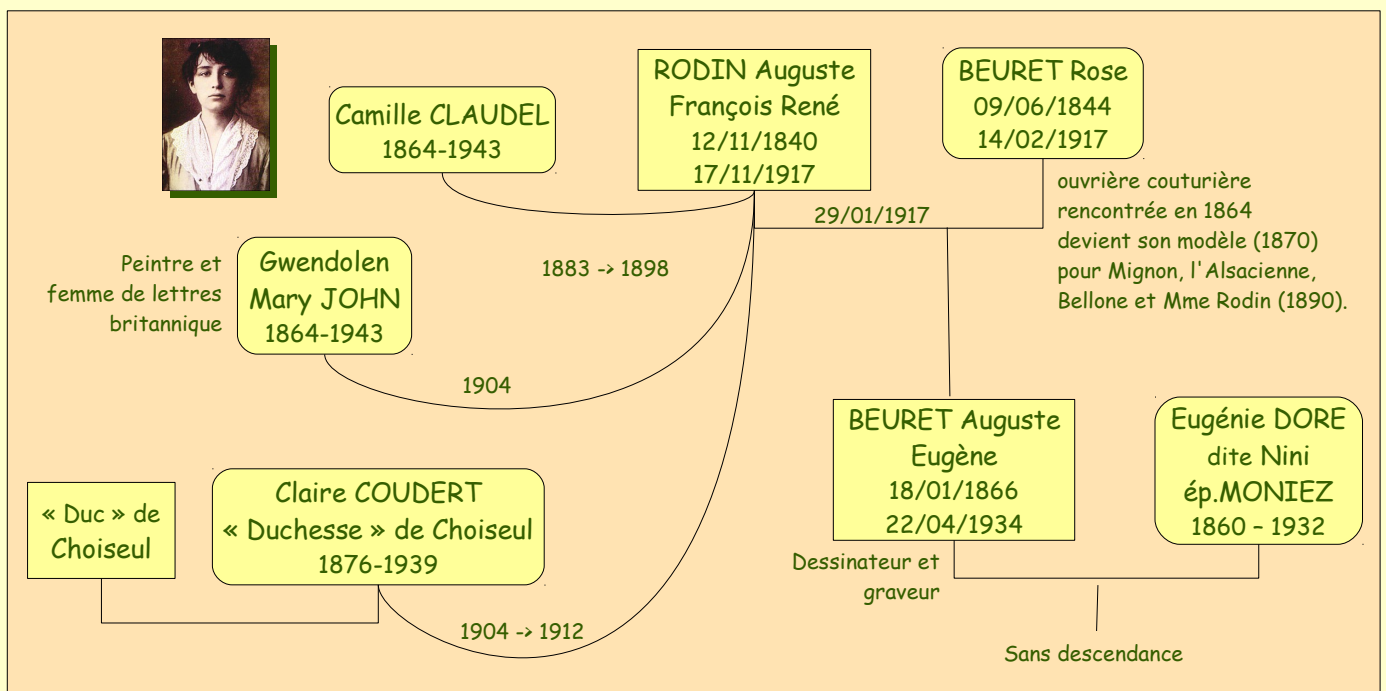 Camille CLAUDEL
1864-1943
RODIN Auguste
François René
12/11/1840
17/11/1917
BEURET Rose
09/06/1844
14/02/1917
ouvrière couturière
rencontrée en 1864
devient son modèle (1870)
pour Mignon, l'Alsacienne,
Bellone et Mme Rodin (1890).
29/01/1917
1883 -> 1898
Peintre et
femme de lettres
britannique
Gwendolen
Mary JOHN
1864-1943
1904
« Duc » de
Choiseul
Claire COUDERT
« Duchesse » de Choiseul
1876-1939
1904 -> 1912
BEURET Auguste
Eugène
18/01/1866
22/04/1934
Dessinateur et
graveur
Eugénie DORE
dite Nini
ép.MONIEZ
1860 – 1932
Sans descendance